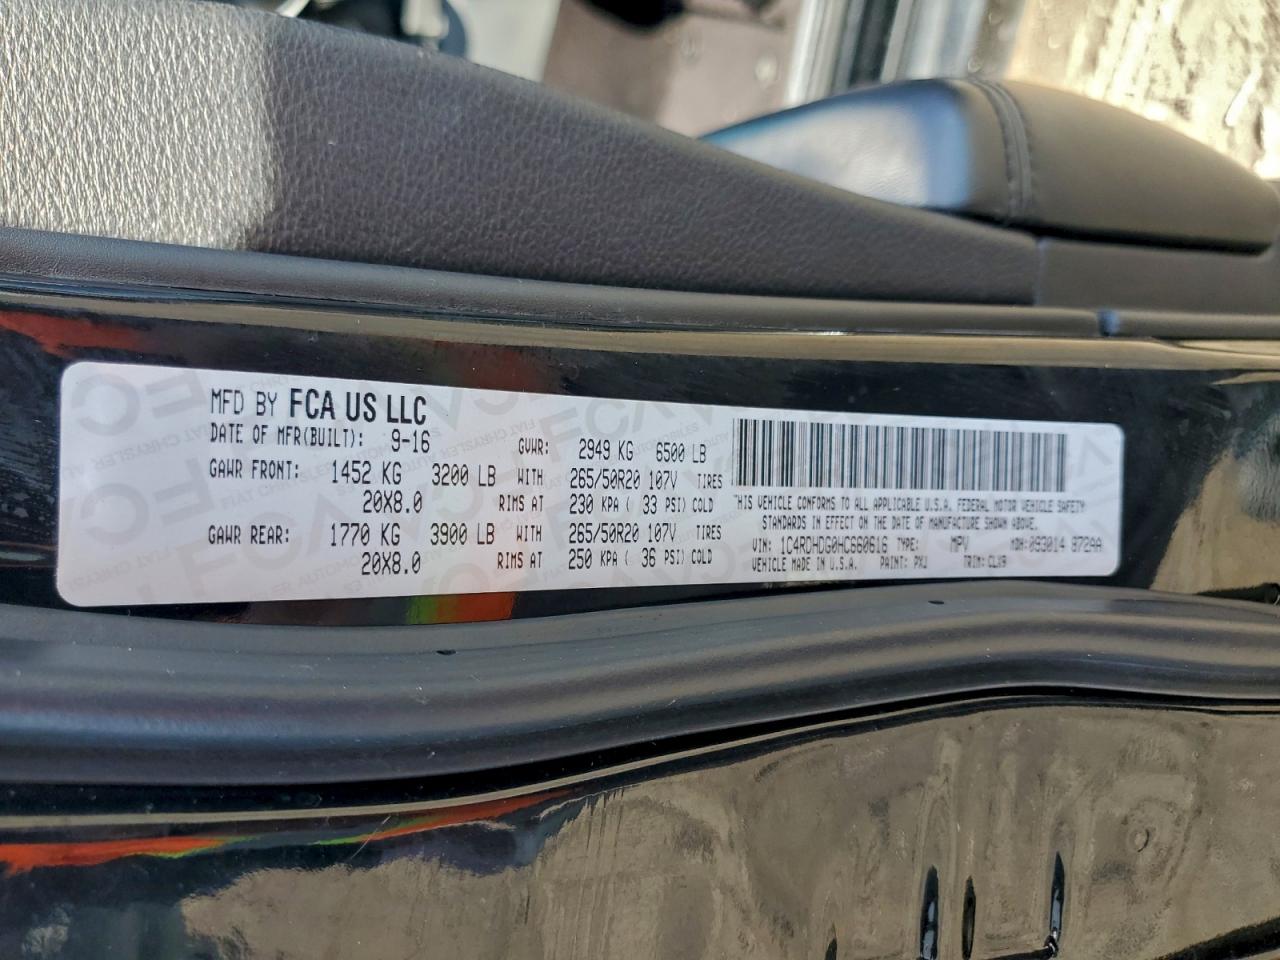 MFD BY FCA US LLC
DATE OF MFR(BUILT): 9-16 GVWR: 2949 KG 6500 LB
GAWR FRONT: 1452 KG 3200 LB WITH 265/50R20 107V TIRES
20X8.0 RIMS AT 230 KPA ( 33 PSI) COLD
GAWR REAR: 1770 KG 3900 LB WITH 265/50R20 107V TIRES
20X8.0 RIMS AT 250 KPA ( 36 PSI) COLD
THIS VEHICLE CONFORMS TO ALL APPLICABLE U.S.A. FEDERAL MOTOR VEHICLE SAFETY
STANDARDS IN EFFECT ON THE DATE OF MANUFACTURE SHOWN ABOVE.
VIN: 1C4RDHDG0HC660616 TYPE: MPV MDH: 093014 872AA
VEHICLE MADE IN U.S.A. PAINT: PXJ TRIM: CLX9